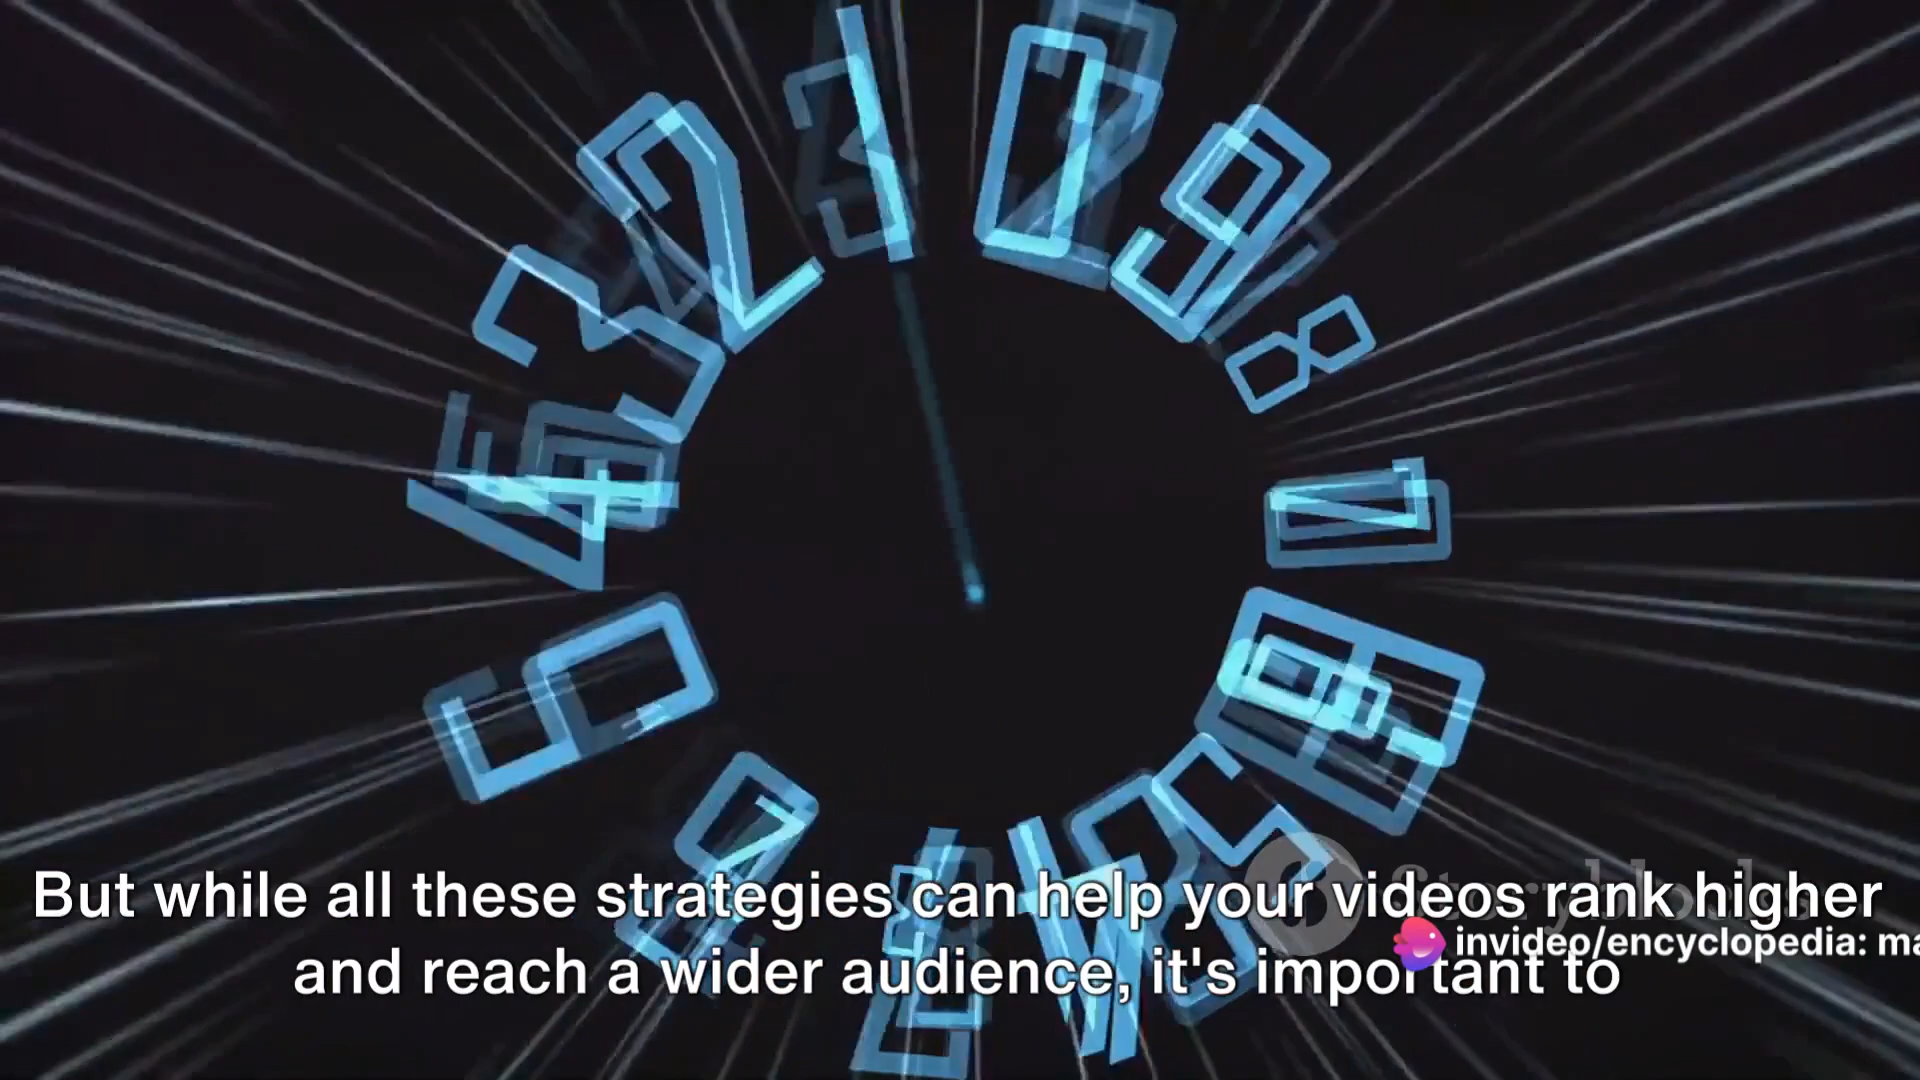 But while all these strategies can help your videos rank higher
Storyblocks
invideo/encyclopedia: ma
and reach a wider audience, it's important to